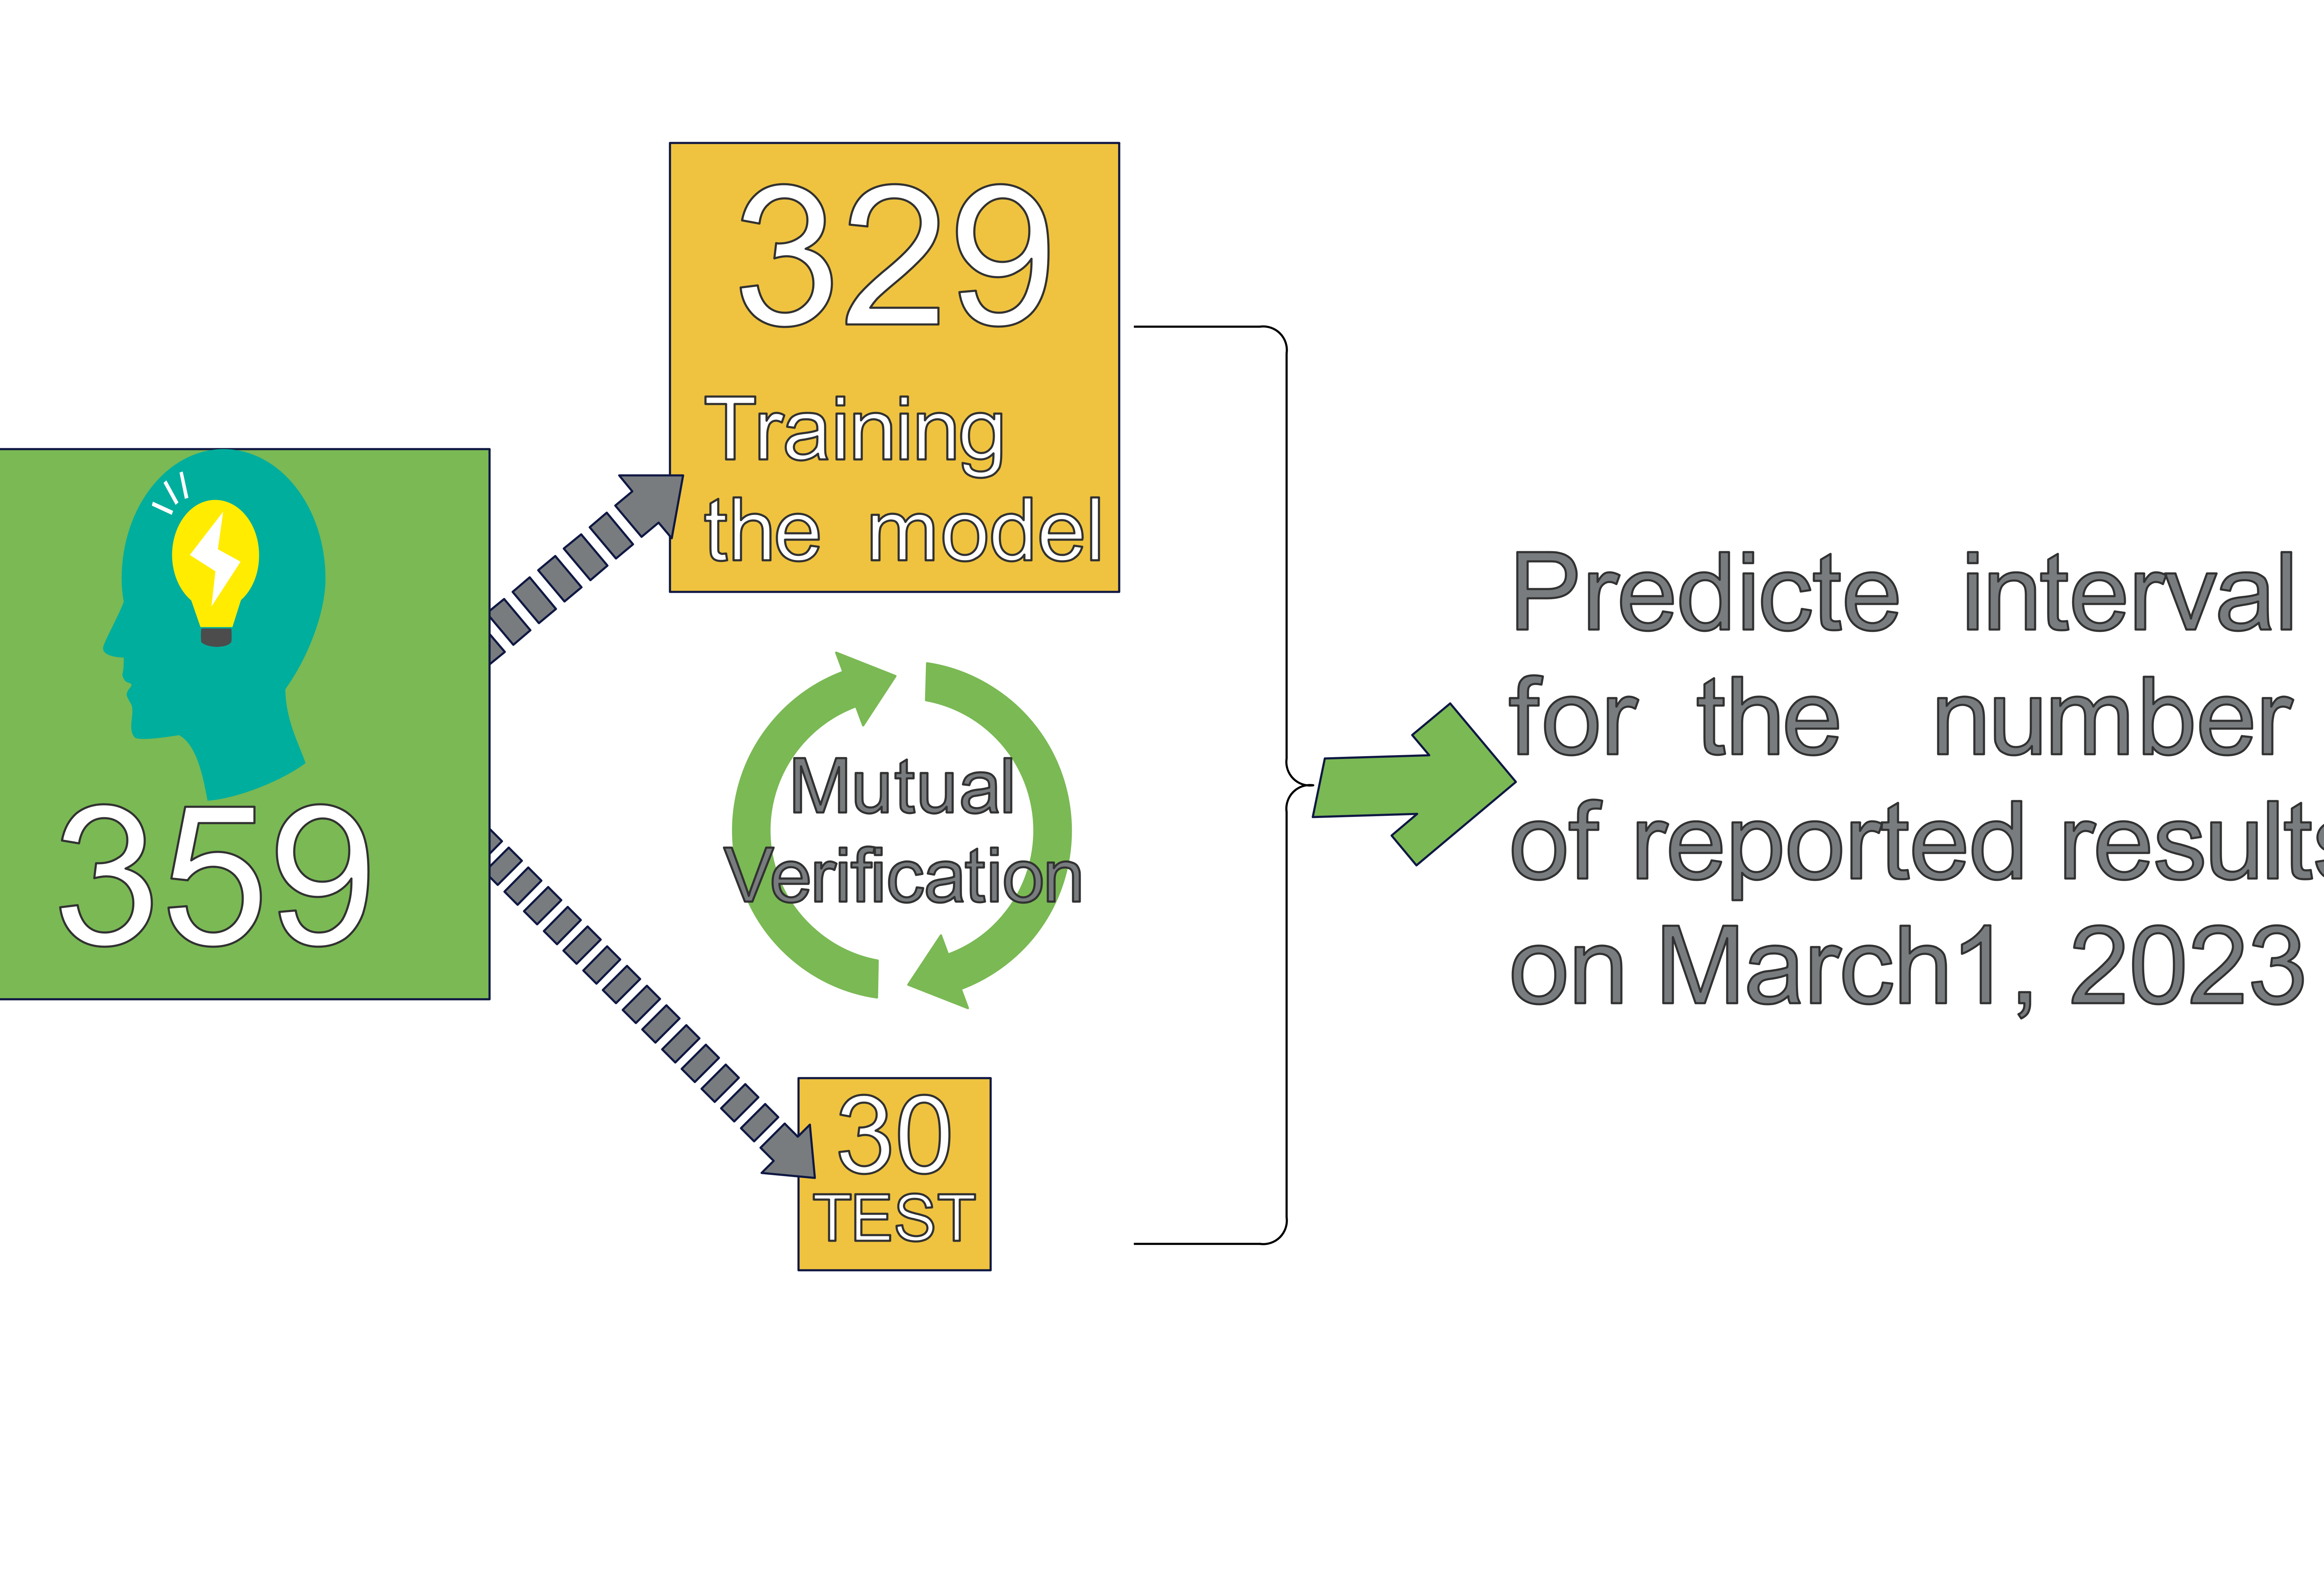 359
329
Training
the model
Mutual
Verification
30
TEST
Predicte interval
for the number
of reported results
on March1, 2023